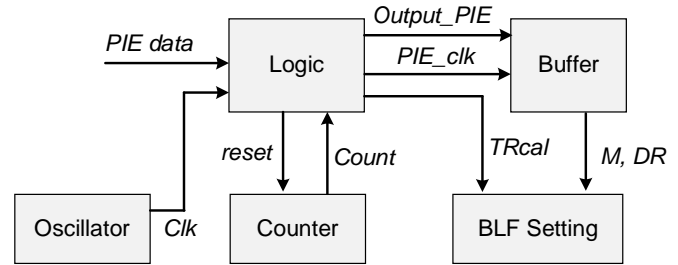 Output_PIE
PIE data
Logic
PIE_clk
Buffer
reset
Count
TRcal
M, DR
Oscillator
Clk
Counter
BLF Setting